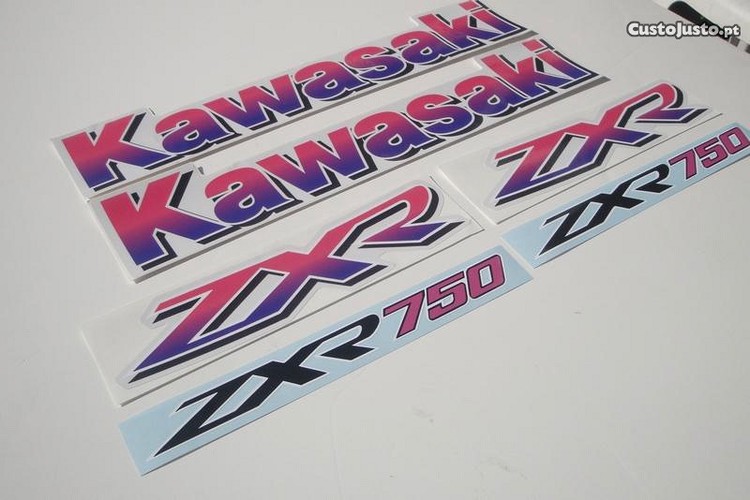 CustoJusto.pt
Kawasaki
Kawasaki
ZXR
ZXR
ZXR750
ZXR750